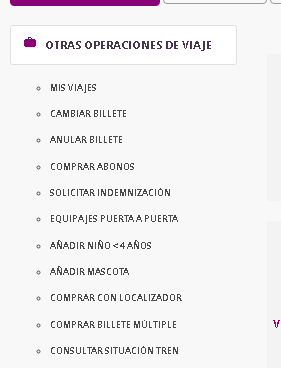 OTRAS OPERACIONES DE VIAJE
MIS VIAJES
CAMBIAR BILLETE
ANULAR BILLETE
COMPRAR ABONOS
SOLICITAR INDEMNIZACIÓN
EQUIPAJES PUERTA A PUERTA
AÑADIR NIÑO < 4 AÑOS
AÑADIR MASCOTA
COMPRAR CON LOCALIZADOR
COMPRAR BILLETE MÚLTIPLE
CONSULTAR SITUACIÓN TREN